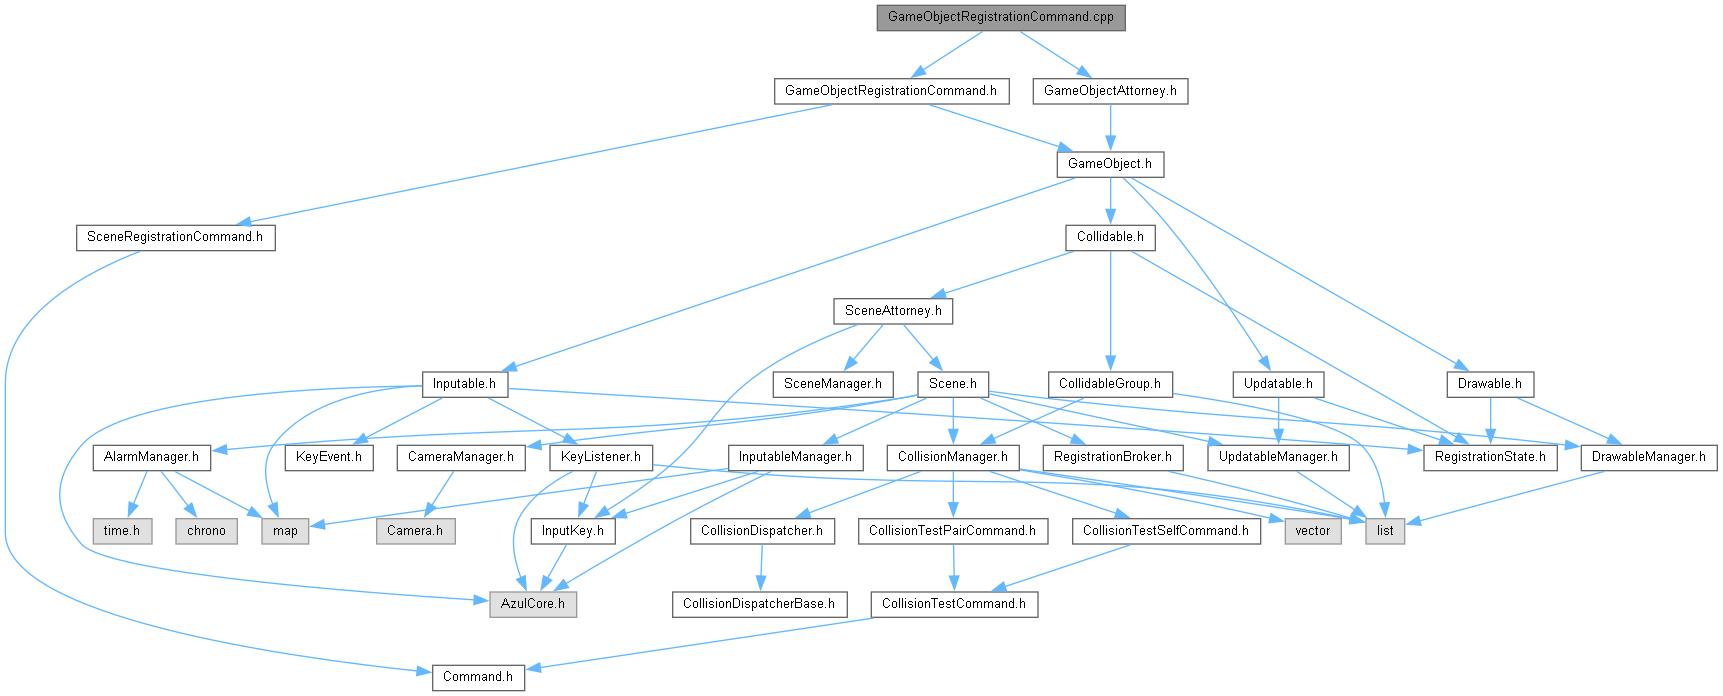 GameObjectRegistrationCommand.cpp
GameObjectRegistrationCommand.h
GameObjectAttorney.h
GameObject.h
SceneRegistrationCommand.h
Collidable.h
SceneAttorney.h
Inputable.h
SceneManager.h
Scene.h
CollidableGroup.h
Updatable.h
Drawable.h
AlarmManager.h
KeyEvent.h
CameraManager.h
KeyListener.h
InputableManager.h
CollisionManager.h
RegistrationBroker.h
UpdatableManager.h
RegistrationState.h
DrawableManager.h
time.h
chrono
map
Camera.h
InputKey.h
CollisionDispatcher.h
CollisionTestPairCommand.h
CollisionTestSelfCommand.h
vector
list
AzulCore.h
CollisionDispatcherBase.h
CollisionTestCommand.h
Command.h